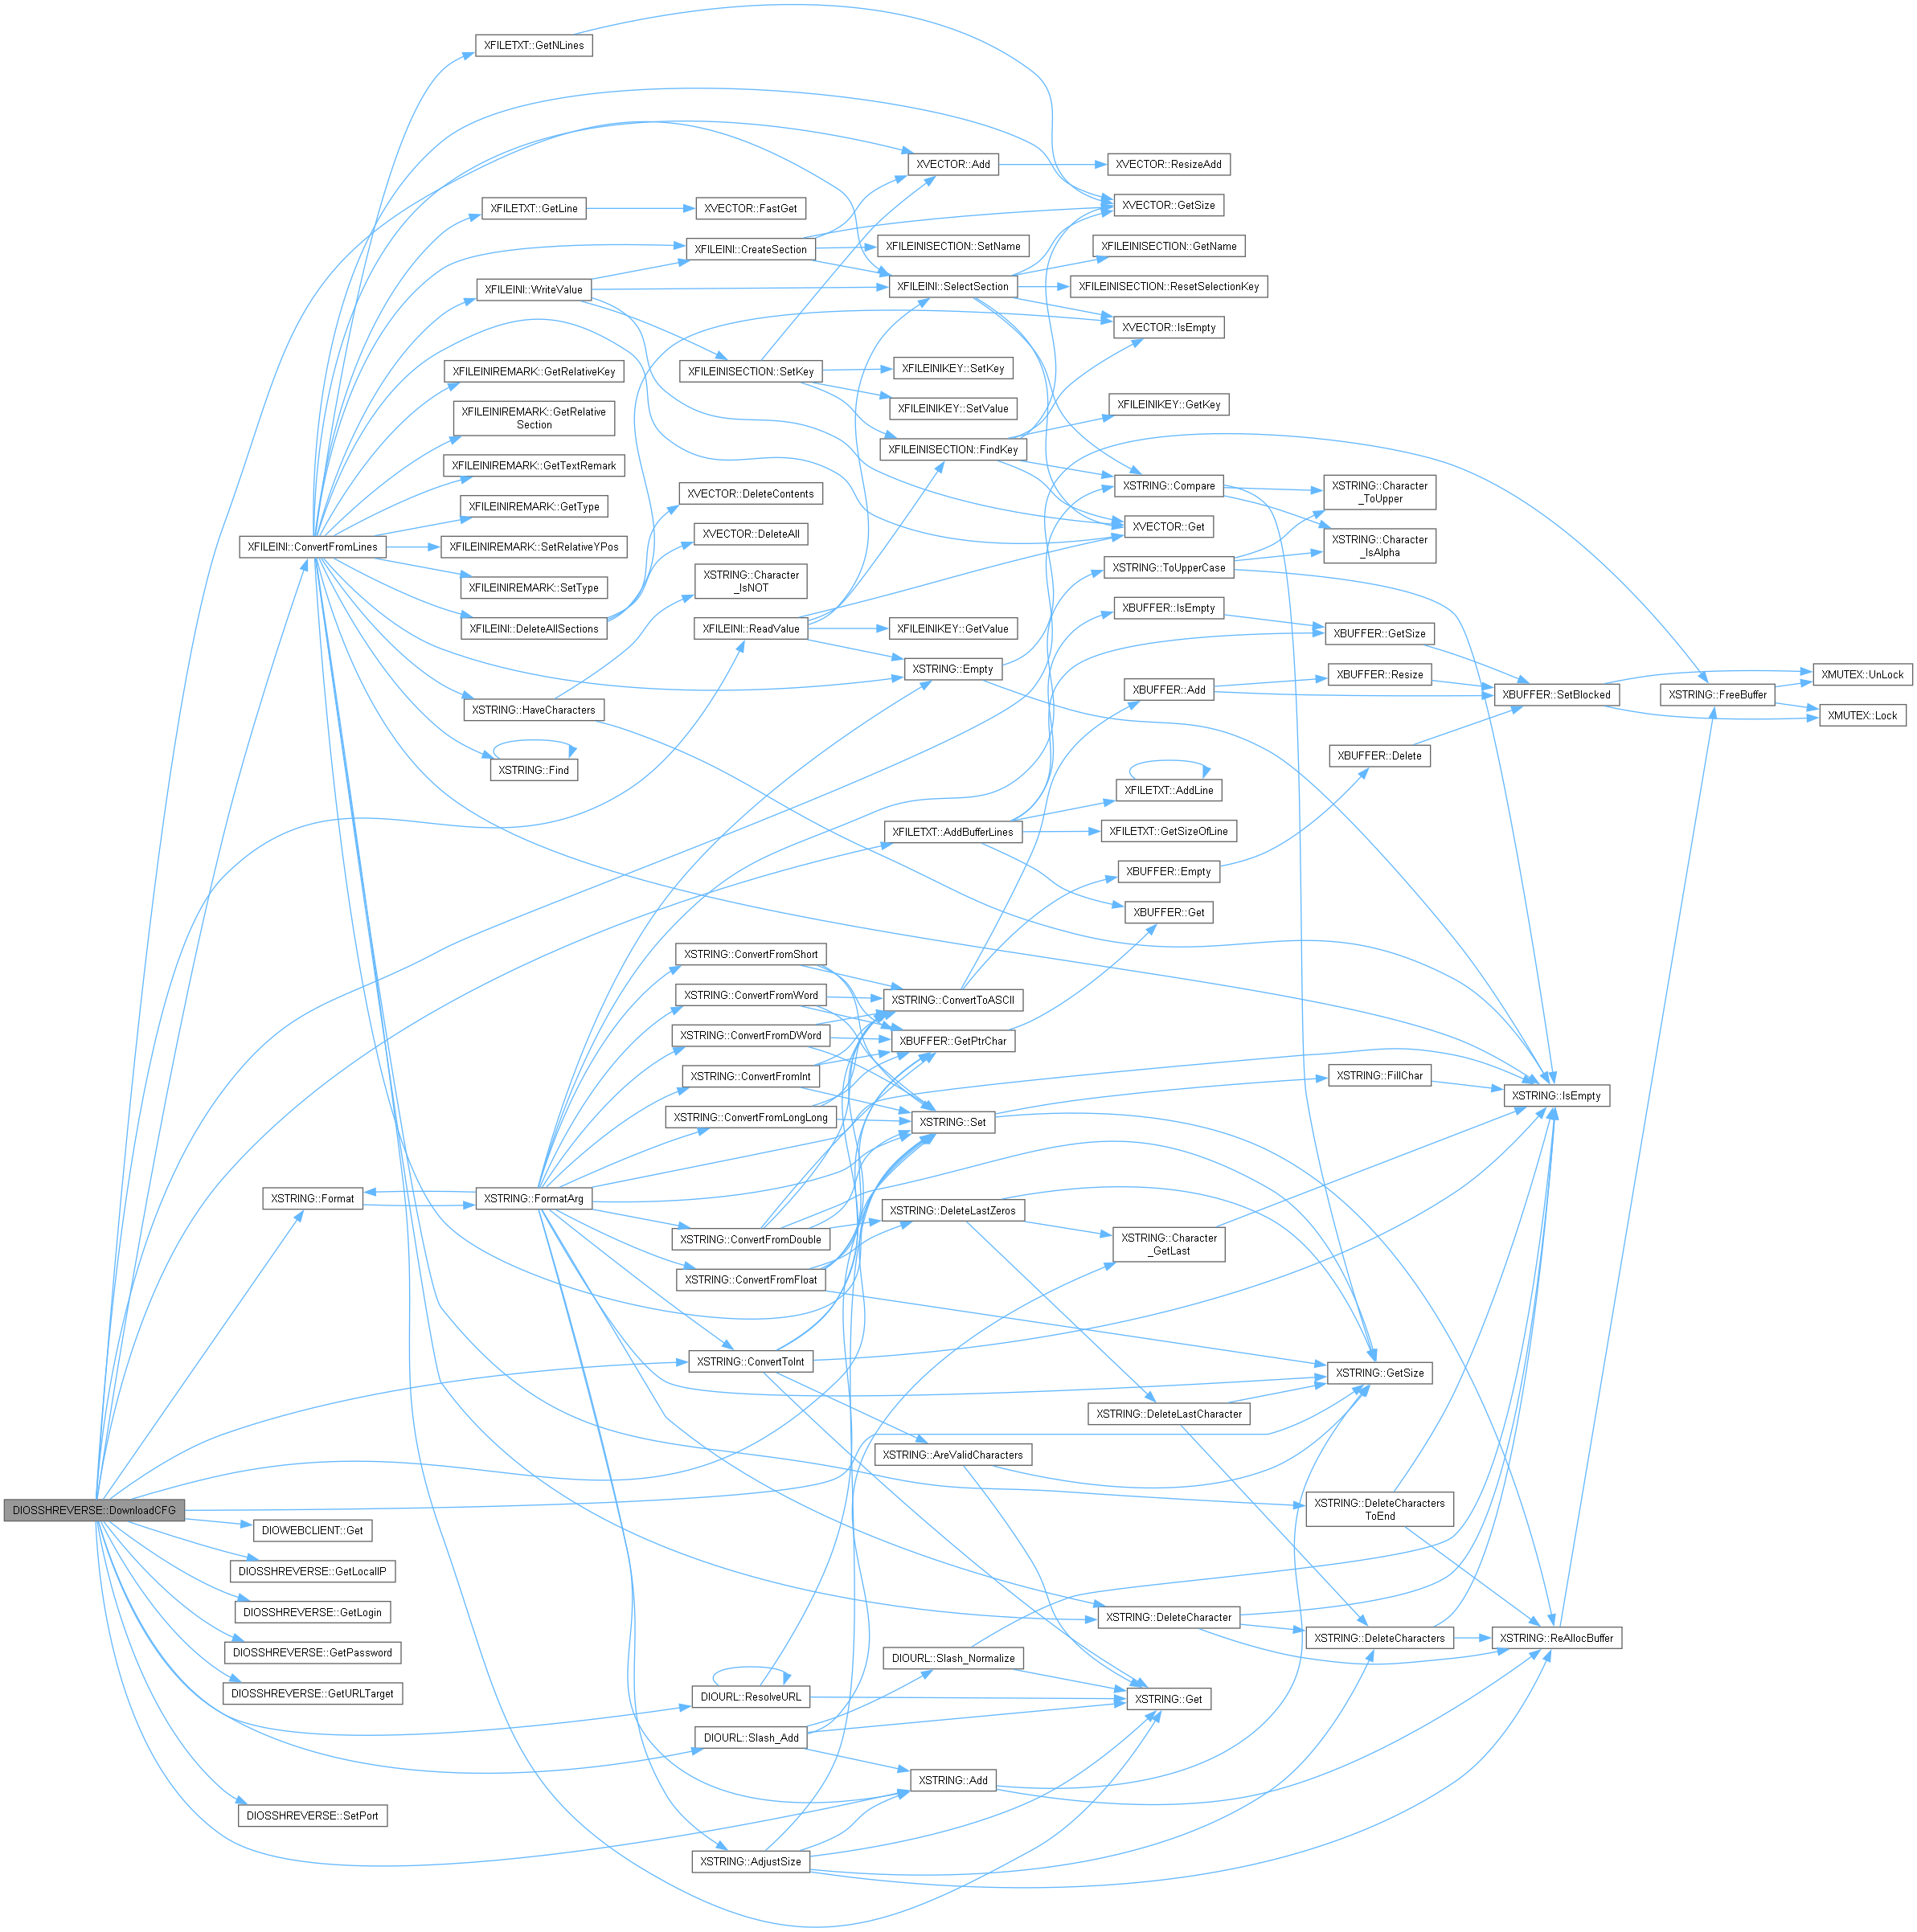 XFILETXT::GetNLines
XVECTOR::Add
XVECTOR::ResizeAdd
XFILETXT::GetLine
XVECTOR::FastGet
XVECTOR::GetSize
XFILEINI::CreateSection
XFILEINISECTION::SetName
XFILEINISECTION::GetName
XFILEINI::WriteValue
XFILEINI::SelectSection
XFILEINISECTION::ResetSelectionKey
XVECTOR::IsEmpty
XFILEINIREMARK::GetRelativeKey
XFILEINISECTION::SetKey
XFILEINIKEY::SetKey
XFILEINIREMARK::GetRelative
Section
XFILEINIKEY::SetValue
XFILEINIKEY::GetKey
XFILEINIREMARK::GetTextRemark
XFILEINISECTION::FindKey
XVECTOR::DeleteContents
XSTRING::Compare
XSTRING::Character
_ToUpper
XFILEINIREMARK::GetType
XVECTOR::DeleteAll
XVECTOR::Get
XFILEINI::ConvertFromLines
XFILEINIREMARK::SetRelativeYPos
XSTRING::Character
_IsAlpha
XFILEINIREMARK::SetType
XSTRING::Character
_IsNOT
XSTRING::ToUpperCase
XFILEINI::DeleteAllSections
XFILEINI::ReadValue
XFILEINIKEY::GetValue
XBUFFER::IsEmpty
XBUFFER::GetSize
XSTRING::Empty
XBUFFER::Add
XBUFFER::Resize
XBUFFER::SetBlocked
XSTRING::FreeBuffer
XMUTEX::UnLock
XMUTEX::Lock
XSTRING::HaveCharacters
XSTRING::Find
XBUFFER::Delete
XFILETXT::AddLine
XFILETXT::AddBufferLines
XFILETXT::GetSizeOfLine
XBUFFER::Empty
XBUFFER::Get
XSTRING::ConvertFromShort
XSTRING::ConvertFromWord
XSTRING::ConvertToASCII
XSTRING::ConvertFromDWord
XBUFFER::GetPtrChar
XSTRING::ConvertFromInt
XSTRING::FillChar
XSTRING::IsEmpty
XSTRING::ConvertFromLongLong
XSTRING::Set
XSTRING::Format
XSTRING::FormatArg
XSTRING::DeleteLastZeros
XSTRING::ConvertFromDouble
XSTRING::Character
_GetLast
XSTRING::ConvertFromFloat
XSTRING::ConvertToInt
XSTRING::GetSize
XSTRING::DeleteLastCharacter
XSTRING::AreValidCharacters
DIOSSHREVERSE::DownloadCFG
XSTRING::DeleteCharacters
ToEnd
DIOWEBCLIENT::Get
DIOSSHREVERSE::GetLocalIP
DIOSSHREVERSE::GetLogin
XSTRING::DeleteCharacter
XSTRING::DeleteCharacters
XSTRING::ReAllocBuffer
DIOSSHREVERSE::GetPassword
DIOURL::Slash_Normalize
DIOSSHREVERSE::GetURLTarget
DIOURL::ResolveURL
XSTRING::Get
DIOURL::Slash_Add
XSTRING::Add
DIOSSHREVERSE::SetPort
XSTRING::AdjustSize